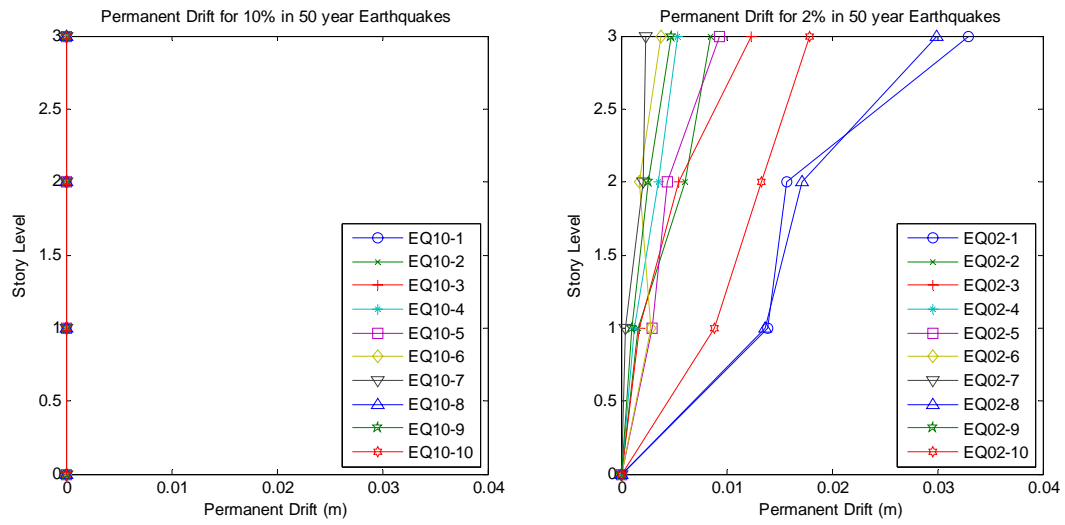 Permanent Drift for 10% in 50 year Earthquakes
3
2.5
2
1.5
1
0.5
0
Story Level
0
0.01
0.02
0.03
0.04
Permanent Drift (m)
EQ10-1
EQ10-2
EQ10-3
EQ10-4
EQ10-5
EQ10-6
EQ10-7
EQ10-8
EQ10-9
EQ10-10
Permanent Drift for 2% in 50 year Earthquakes
3
2.5
2
1.5
1
0.5
0
Story Level
0
0.01
0.02
0.03
0.04
Permanent Drift (m)
EQ02-1
EQ02-2
EQ02-3
EQ02-4
EQ02-5
EQ02-6
EQ02-7
EQ02-8
EQ02-9
EQ02-10